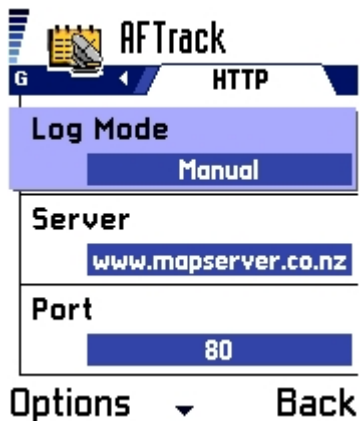 AFTrack
G HTTP
Log Mode
Manual
Server
www.mapserver.co.nz
Port
80
Options Back